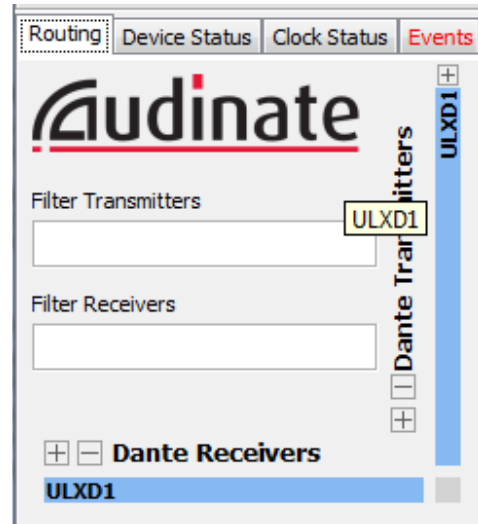 Routing Device Status Clock Status Events
Audinate
Filter Transmitters
Filter Receivers
Dante Transmitters
ULXD1
ULXD1
Dante Receivers
ULXD1